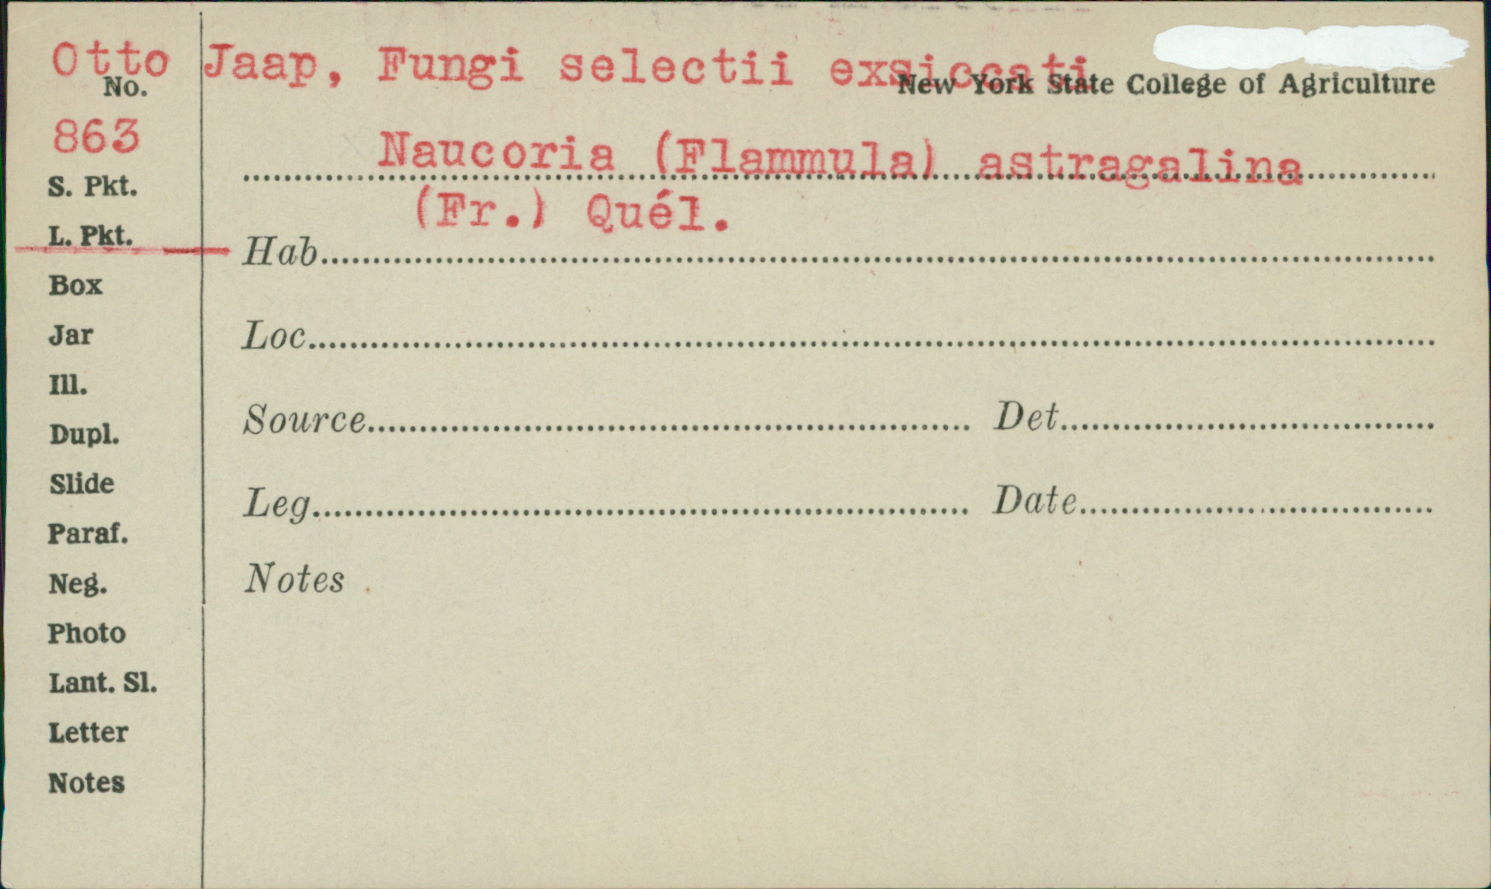 Otto Jaap, Fungi selectii exsiccati
New York State College of Agriculture
No.
863
Naucoria (Flammula) astragalina
(Fr.) Quél.
S. Pkt.
L. Pkt.
Hab
Box
Jar
Loc
Ill.
Dupl.
Source Det
Slide
Leg Date
Paraf.
Neg.
Notes
Photo
Lant. Sl.
Letter
Notes